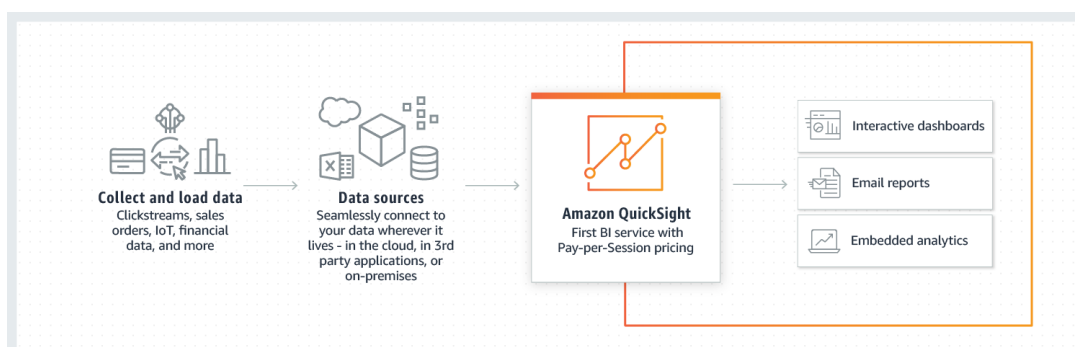 Collect and load data
Clickstreams, sales
orders, IoT, financial
data, and more
Data sources
Seamlessly connect to
your data wherever it
lives - in the cloud, in 3rd
party applications, or
on-premises
Amazon QuickSight
First BI service with
Pay-per-Session pricing
Interactive dashboards
Email reports
Embedded analytics